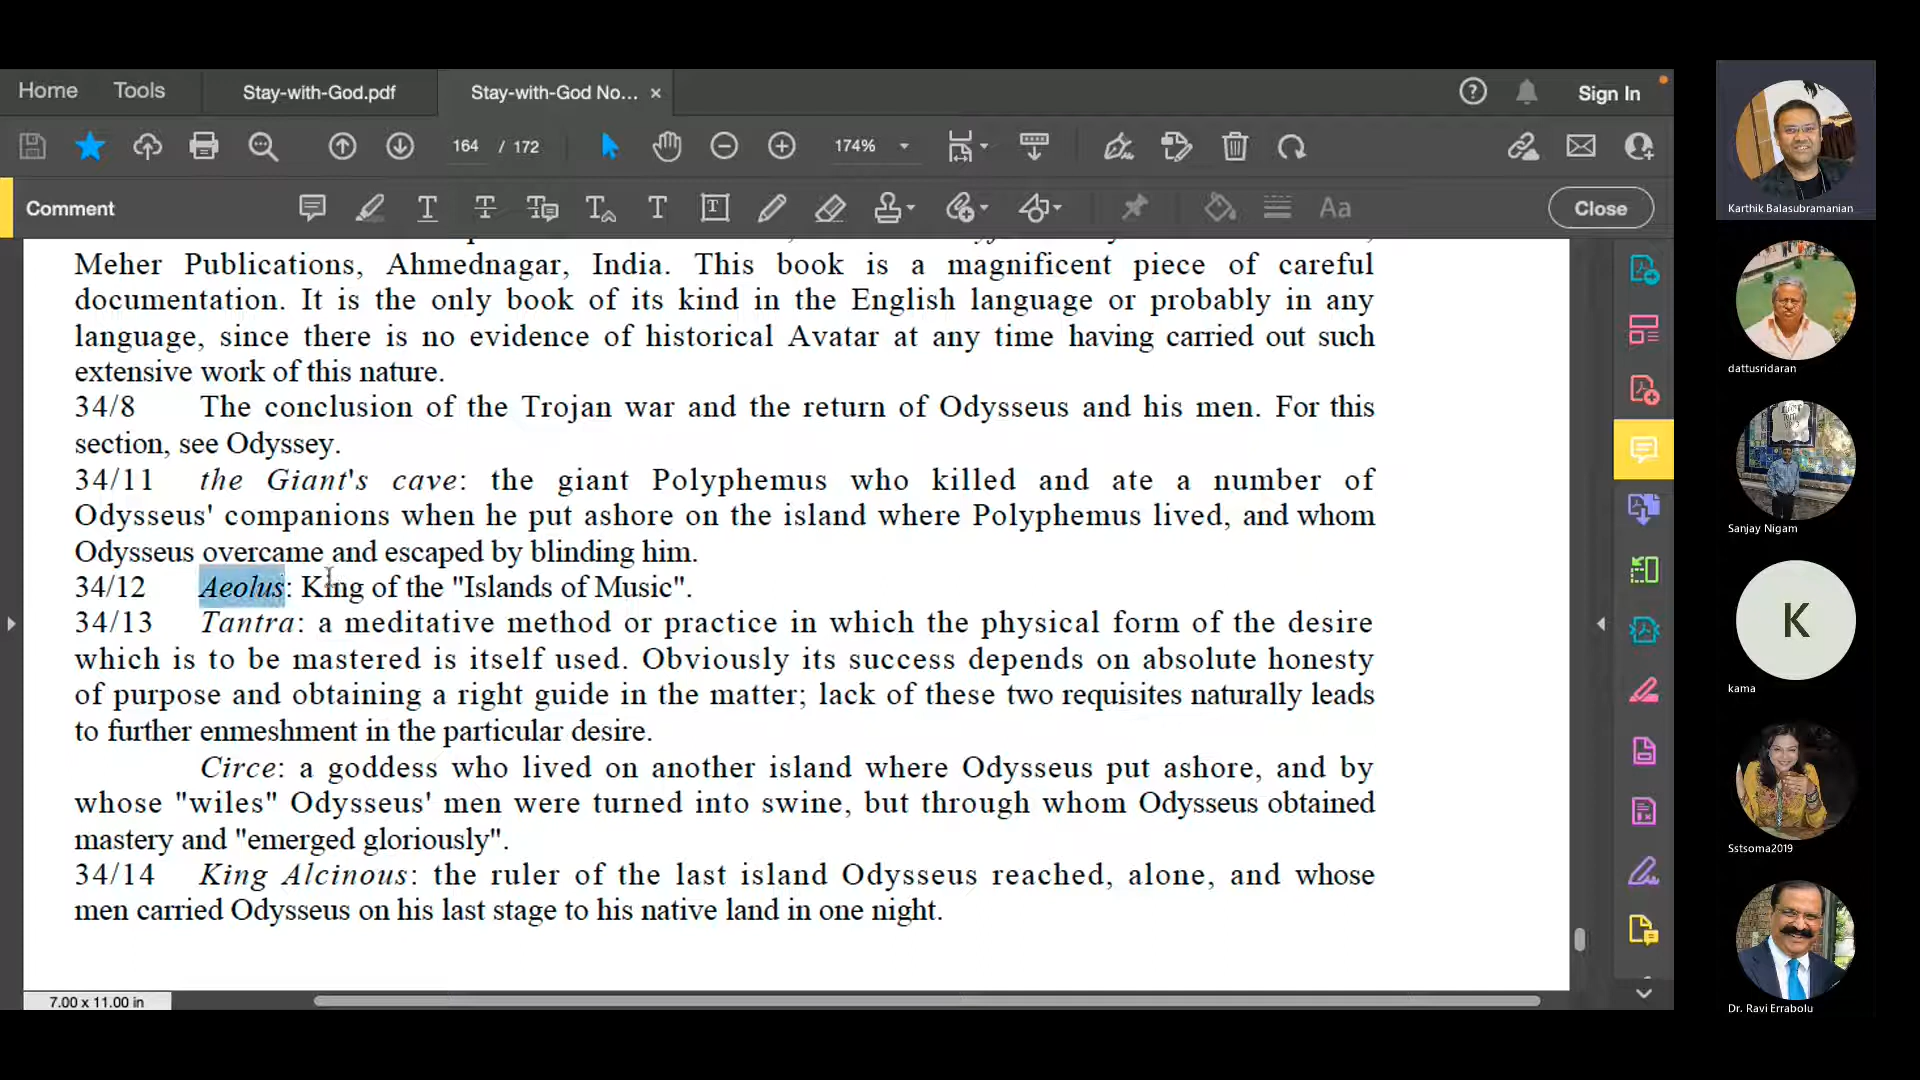 Home Tools Stay-with-God.pdf Stay-with-God No... × Sign In
164 / 172 174%
Comment Close
Meher Publications, Ahmednagar, India. This book is a magnificent piece of careful
documentation. It is the only book of its kind in the English language or probably in any
language, since there is no evidence of historical Avatar at any time having carried out such
extensive work of this nature.
34/8 The conclusion of the Trojan war and the return of Odysseus and his men. For this
section, see Odyssey.
34/11 the Giant's cave: the giant Polyphemus who killed and ate a number of
Odysseus' companions when he put ashore on the island where Polyphemus lived, and whom
Odysseus overcame and escaped by blinding him.
34/12 Aeolus: King of the "Islands of Music".
34/13 Tantra: a meditative method or practice in which the physical form of the desire
which is to be mastered is itself used. Obviously its success depends on absolute honesty
of purpose and obtaining a right guide in the matter; lack of these two requisites naturally leads
to further enmeshment in the particular desire.
Circe: a goddess who lived on another island where Odysseus put ashore, and by
whose "wiles" Odysseus' men were turned into swine, but through whom Odysseus obtained
mastery and "emerged gloriously".
34/14 King Alcinous: the ruler of the last island Odysseus reached, alone, and whose
men carried Odysseus on his last stage to his native land in one night.
7.00 x 11.00 in
Karthik Balasubramanian
dattusridaran
Sanjay Nigam
K
kama
Sstsoma2019
Dr. Ravi Errabolu